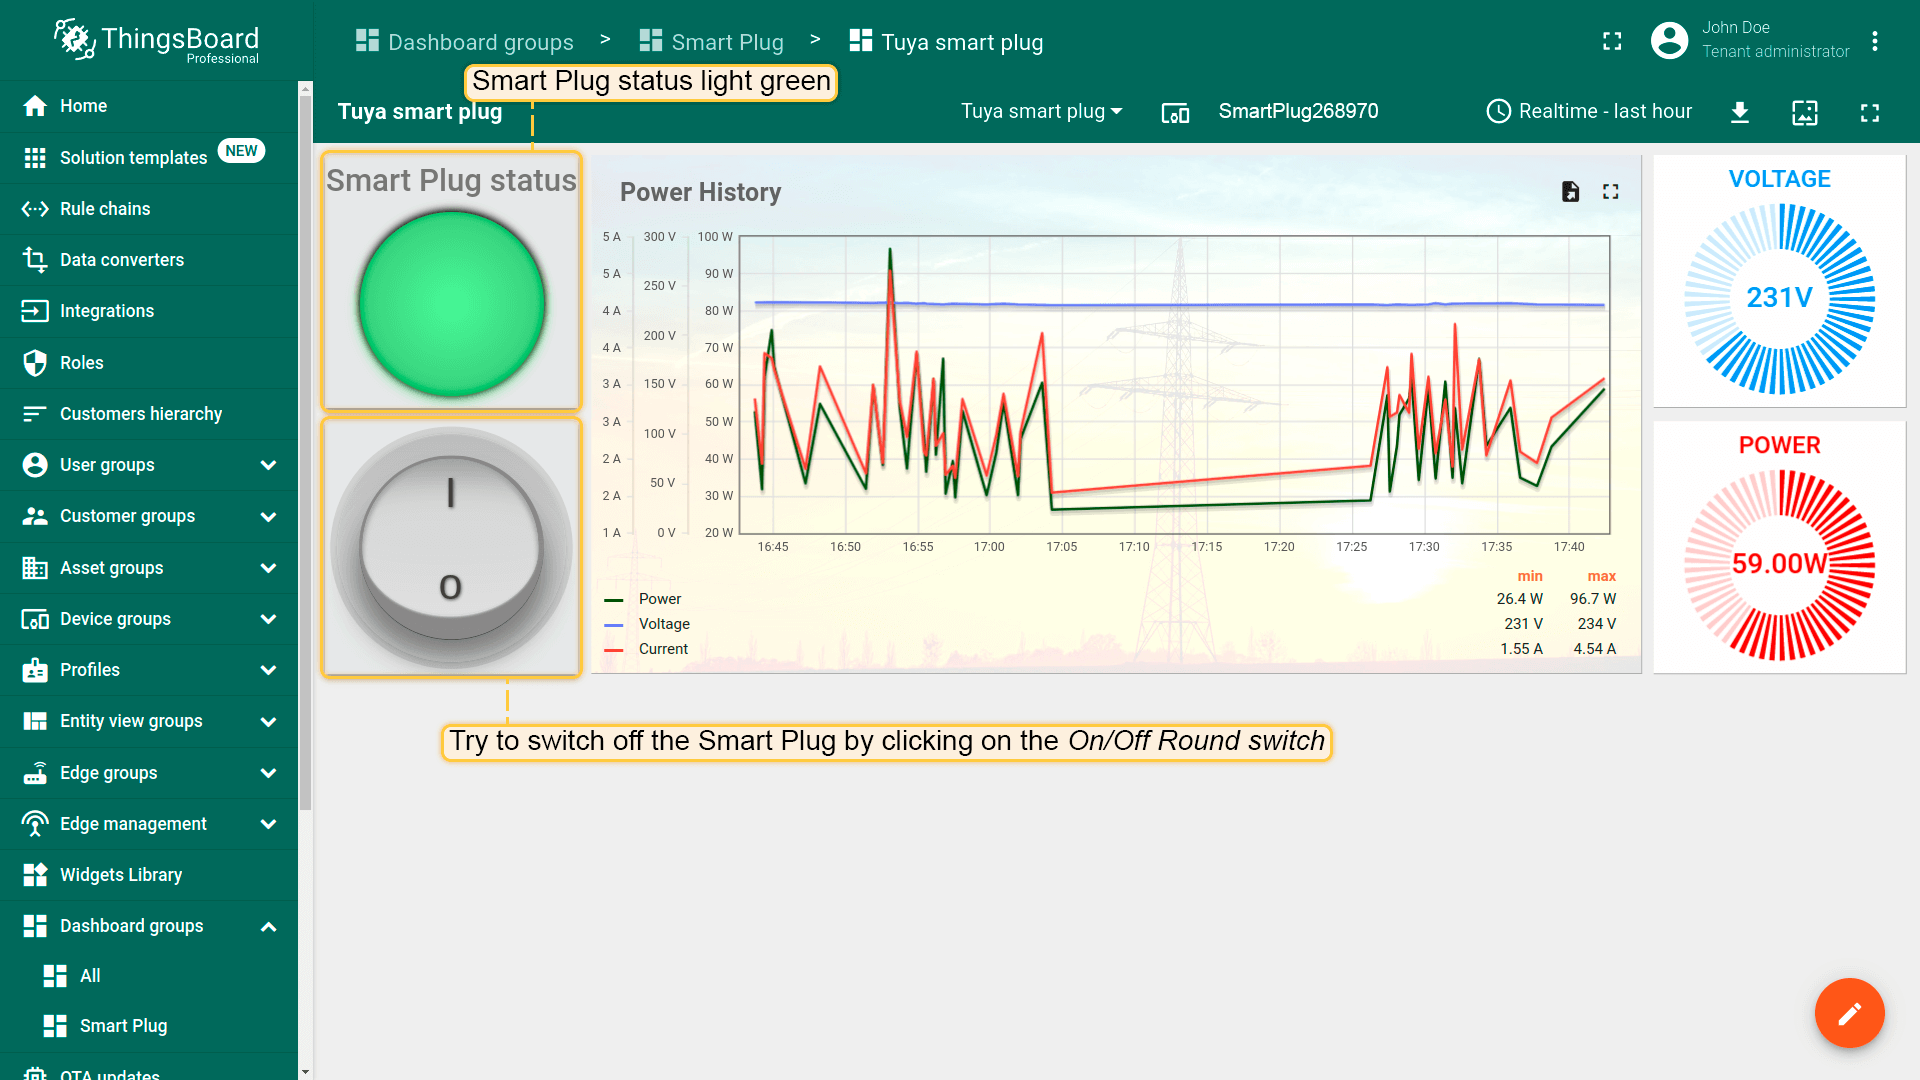 ThingsBoard
Professional
Dashboard groups > Smart Plug > Tuya smart plug
John Doe
Tenant administrator
Smart Plug status light green
Tuya smart plug
Tuya smart plug
SmartPlug268970
Realtime - last hour
Home
Solution templates NEW
Rule chains
Data converters
Integrations
Roles
Customers hierarchy
User groups
Customer groups
Asset groups
Device groups
Profiles
Entity view groups
Edge groups
Edge management
Widgets Library
Dashboard groups
All
Smart Plug
OTA updates
Smart Plug status
I
O
Power History
5 A 300 V 100 W
5 A 250 V 90 W
4 A 80 W
4 A 200 V 70 W
3 A 150 V 60 W
3 A 100 V 50 W
2 A 40 W
2 A 50 V 30 W
1 A 0 V 20 W
16:45 16:50 16:55 17:00 17:05 17:10 17:15 17:20 17:25 17:30 17:35 17:40
min max
Power 26.4 W 96.7 W
Voltage 231 V 234 V
Current 1.55 A 4.54 A
VOLTAGE
231V
POWER
59.00W
Try to switch off the Smart Plug by clicking on the On/Off Round switch